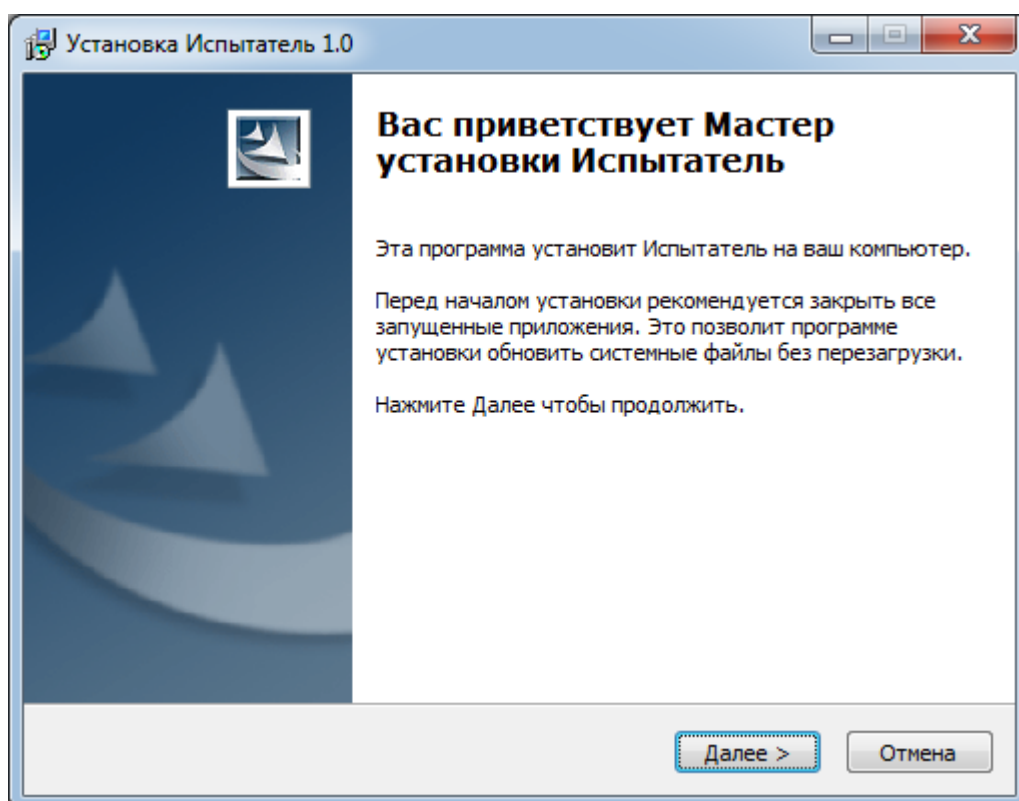 Установка Испытатель 1.0
Вас приветствует Мастер
установки Испытатель
Эта программа установит Испытатель на ваш компьютер.
Перед началом установки рекомендуется закрыть все
запущенные приложения. Это позволит программе
установки обновить системные файлы без перезагрузки.
Нажмите Далее чтобы продолжить.
Далее >
Отмена